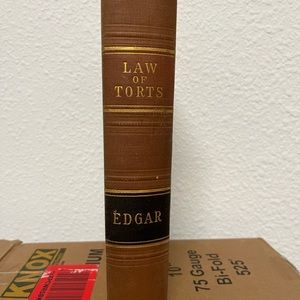 LAW
OF
TORTS
EDGAR
KNOX
10"
75 Gauge
Bi-Fold
525